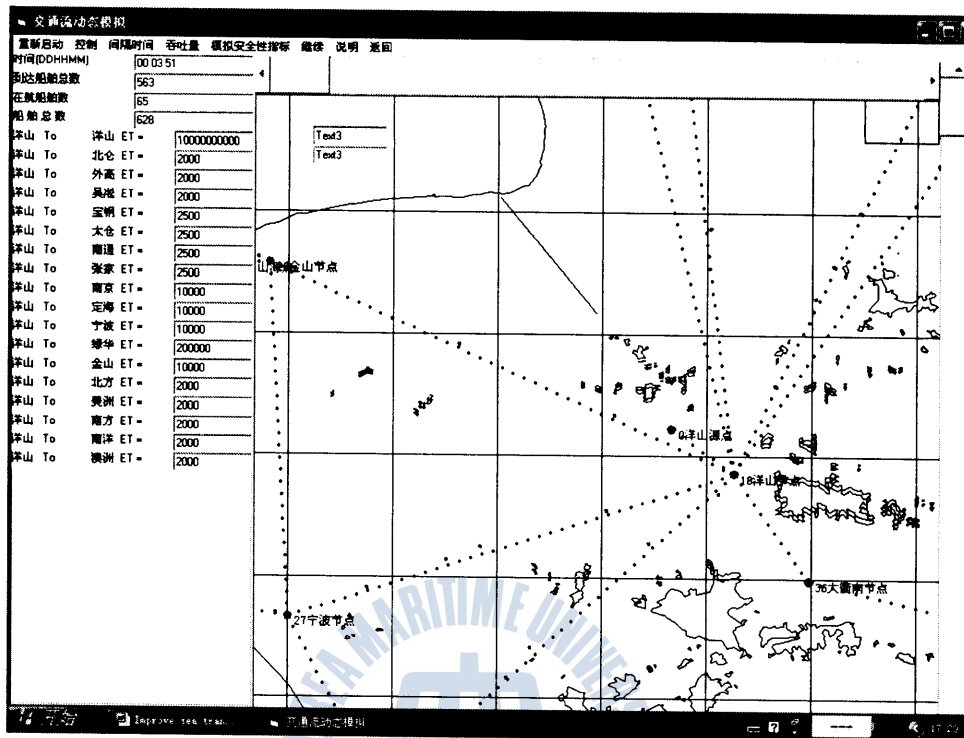 交通流动态模拟
重新启动 控制 间隔时间 吞吐量 模拟安全性指标 继续 说明 返回
时间(DDHHMM) 00 03 51
到达船舶总数 563
在航船舶数 65
船舶总数 628
洋山 To 洋山 ET= 10000000000
洋山 To 北仑 ET= 2000
洋山 To 外高 ET= 2000
洋山 To 吴淞 ET= 2000
洋山 To 宝钢 ET= 2500
洋山 To 太仓 ET= 2500
洋山 To 南通 ET= 2500
洋山 To 张家 ET= 2500
洋山 To 南京 ET= 10000
洋山 To 定海 ET= 10000
洋山 To 宁波 ET= 10000
洋山 To 绿华 ET= 200000
洋山 To 金山 ET= 10000
洋山 To 北方 ET= 2000
洋山 To 美洲 ET= 2000
洋山 To 南方 ET= 2000
洋山 To 南洋 ET= 2000
洋山 To 澳洲 ET= 2000
Text3
Text3
金山节点
0洋山源点
18洋山节点
36大衢南节点
27宁波节点
MARITIME UNIVE
Improve sea tran...
交通流动态模拟